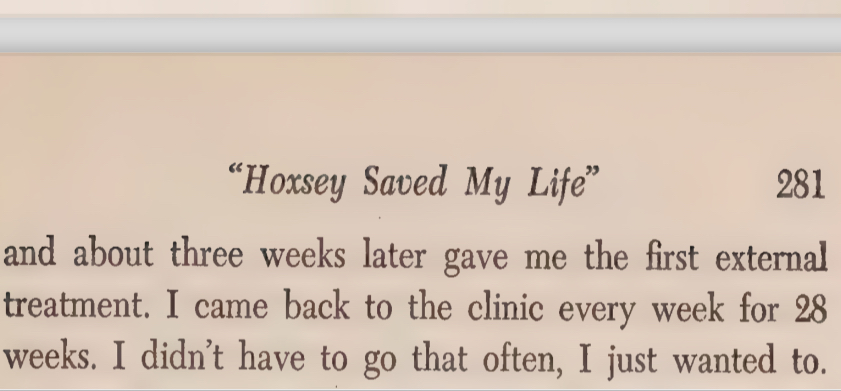 "Hoxsey Saved My Life" 281
and about three weeks later gave me the first external
treatment. I came back to the clinic every week for 28
weeks. I didn't have to go that often, I just wanted to.